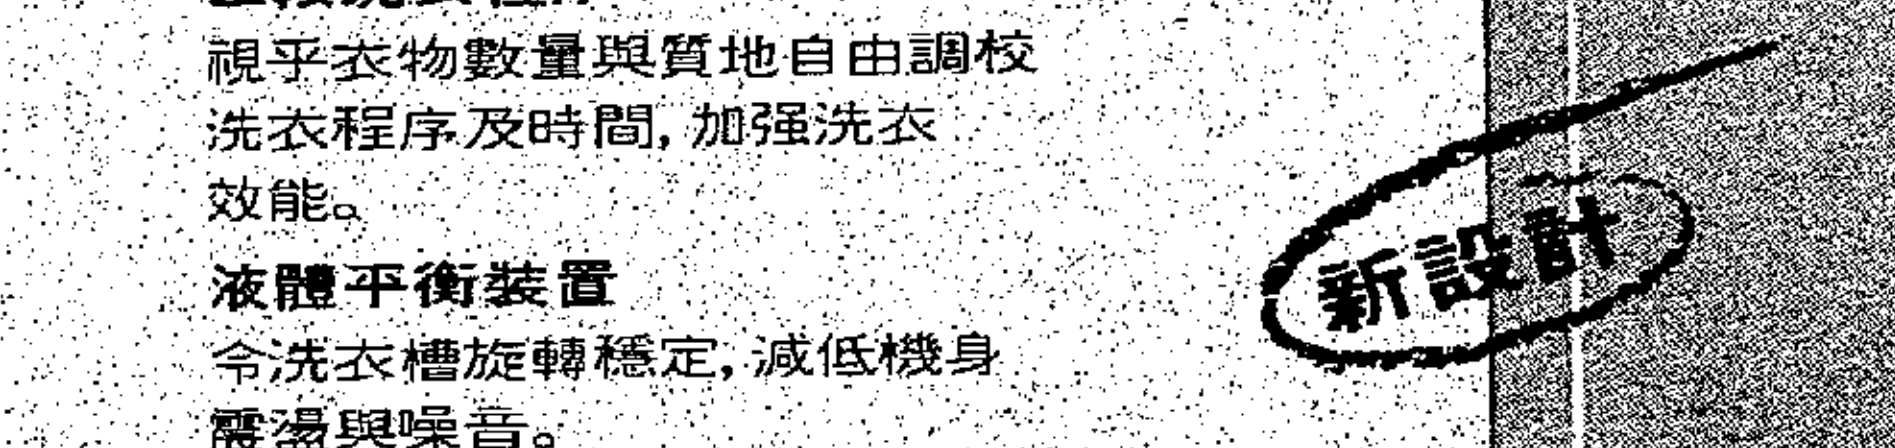 視乎衣物數量與質地自由調校
洗衣程序及時間,加强洗衣
效能。
液體平衡裝置
令洗衣槽旋轉穩定,減低機身
震盪與噪音。
新設計